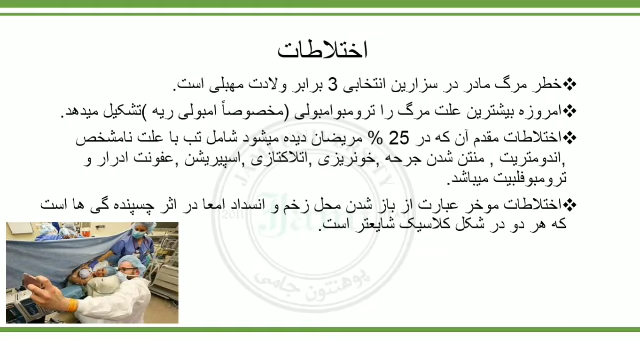 اختلاطات
❖خطر مرگ مادر در سزارین انتخابی 3 برابر ولادت مهبلی است.
❖امروزه بیشترین علت مرگ را ترومبوامبولی (مخصوصاً امبولی ریه )تشکیل میدهد.
❖اختلاطات مقدم آن که در 25 % مریضان دیده میشود شامل تب با علت نامشخص
,اندومتریت , منتن شدن جرحه ,خونریزی ,اتلاکتازی ,اسپیریشن ,عفونت ادرار و
ترومبوفلبیت میباشد.
❖اختلاطات موخر عبارت از باز شدن محل زخم و انسداد امعا در اثر چسپنده گی ها است
که هر دو در شکل کلاسیک شایعتر است.
پوهنتون جامی